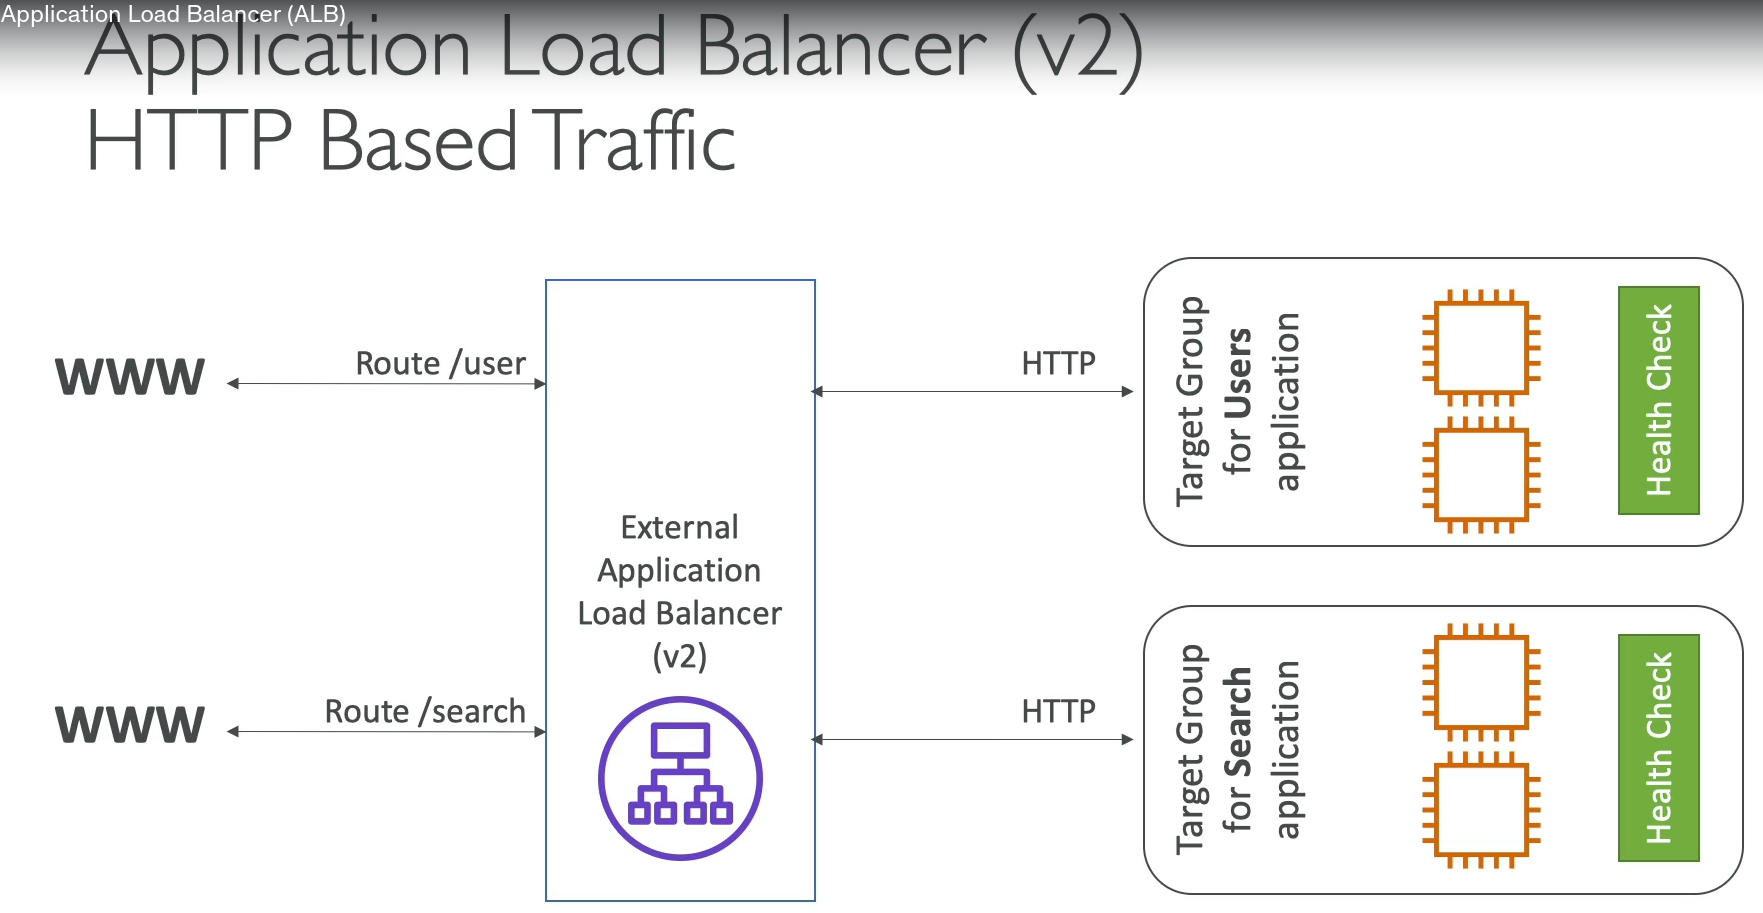 Application Load Balancer (ALB)
Application Load Balancer (v2)
HTTP Based Traffic
WWW
Route /user
HTTP
Target Group
for Users
application
Health Check
External
Application
Load Balancer
(v2)
WWW
Route /search
HTTP
Target Group
for Search
application
Health Check